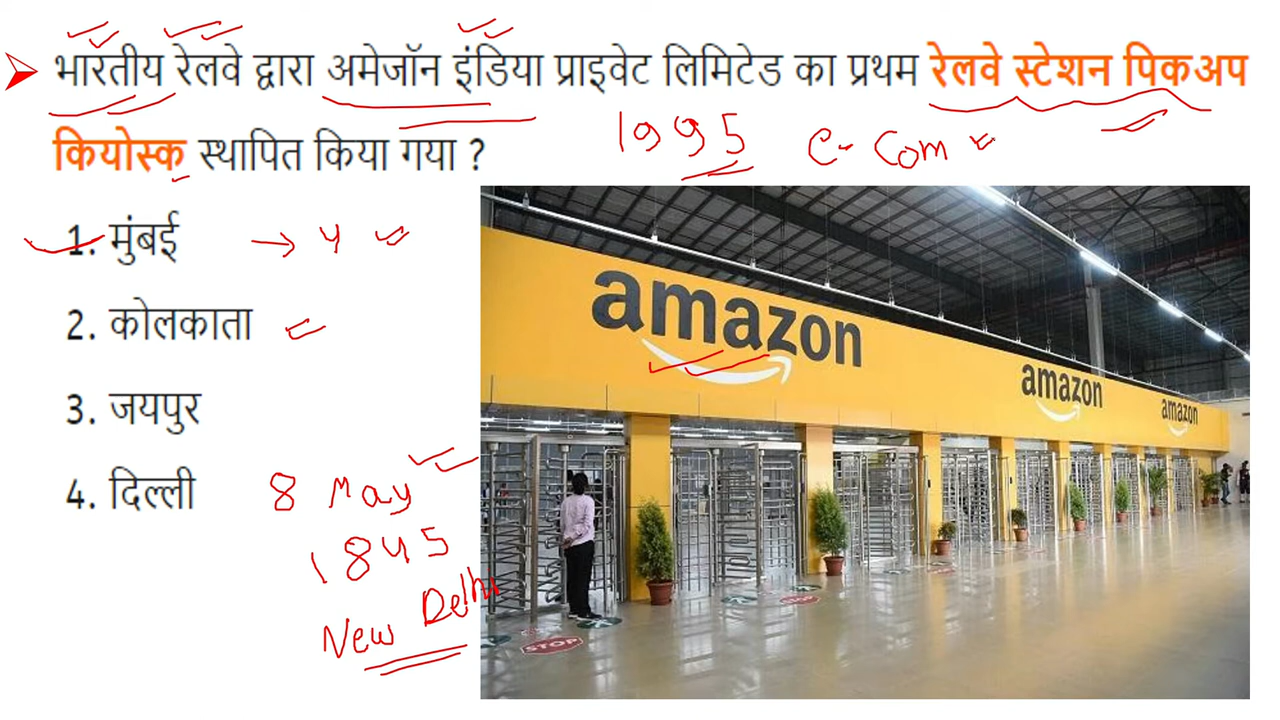 भारतीय रेलवे द्वारा अमेजॉन इंडिया प्राइवेट लिमिटेड का प्रथम रेलवे स्टेशन पिकअप
कियोस्क स्थापित किया गया ?
1995 e-Com
1. मुंबई → 4
2. कोलकाता
3. जयपुर
4. दिल्ली
8 May
1845
New Delhi
amazon
amazon
amazon
STOP